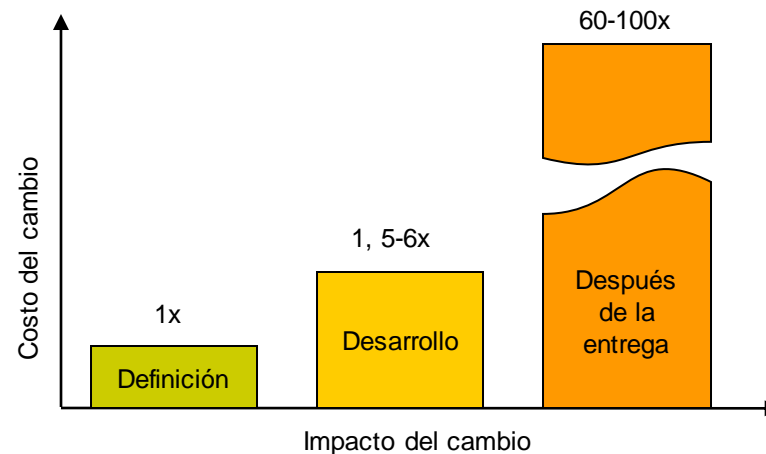 60-100x
1, 5-6x
1x
Costo del cambio
Definición
Desarrollo
Después
de la
entrega
Impacto del cambio